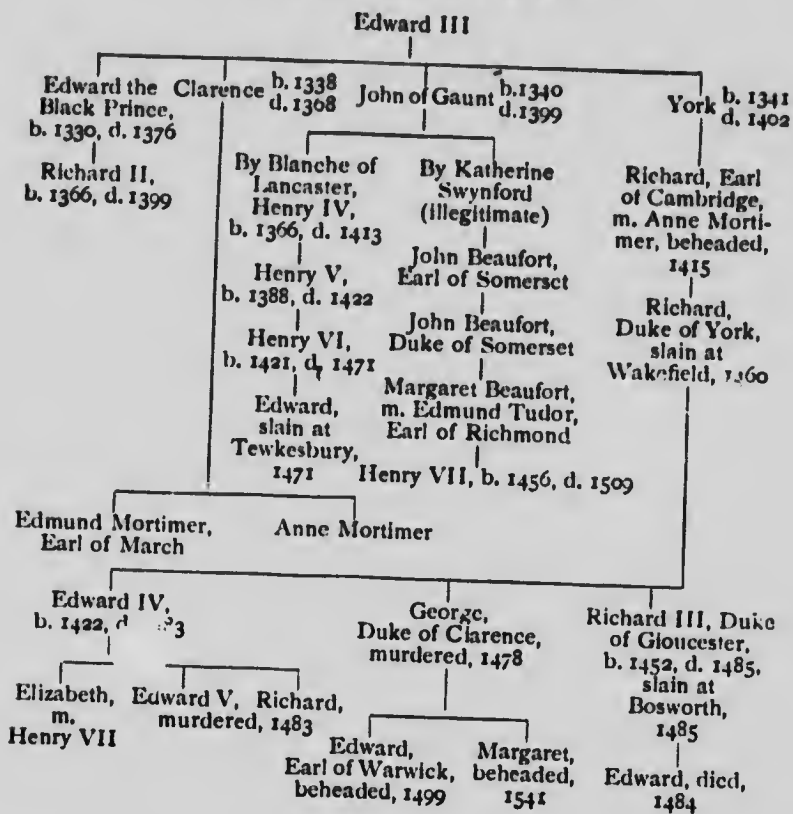 Edward III
Edward the
Black Prince,
b. 1330, d. 1376
Clarence b. 1338
d. 1368
John of Gaunt b. 1340
d. 1399
York b. 1341
d. 1402
Richard II,
b. 1366, d. 1399
By Blanche of
Lancaster,
Henry IV,
b. 1366, d. 1413
Henry V,
b. 1388, d. 1422
Henry VI,
b. 1421, d. 1471
Edward,
slain at
Tewkesbury,
1471
By Katherine
Swynford
(illegitimate)
John Beaufort,
Earl of Somerset
John Beaufort,
Duke of Somerset
Margaret Beaufort,
m. Edmund Tudor,
Earl of Richmond
Henry VII, b. 1456, d. 1509
Richard, Earl
of Cambridge,
m. Anne Morti-
mer, beheaded,
1415
Richard,
Duke of York,
slain at
Wakefield,
Edmund Mortimer,
Earl of March
Anne Mortimer
Edward IV,
b. 1422, d
George,
Duke of Clarence,
murdered, 1478
Richard III, Duke
of Gloucester,
b. 1452, d. 1485,
slain at
Bosworth,
1485
Elizabeth,
m.
Henry VII
Edward V, Richard,
murdered, 1483
Edward,
Earl of Warwick,
beheaded, 1499
Margaret,
beheaded,
1541
Edward, died,
1484